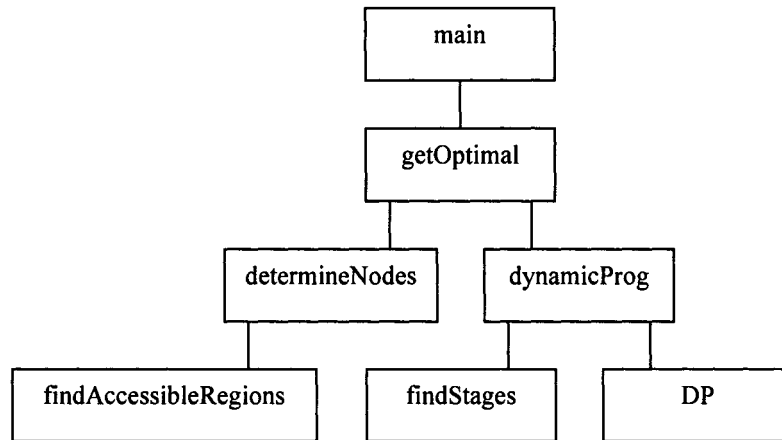 main
getOptimal
determineNodes
dynamicProg
findAccessibleRegions
findStages
DP